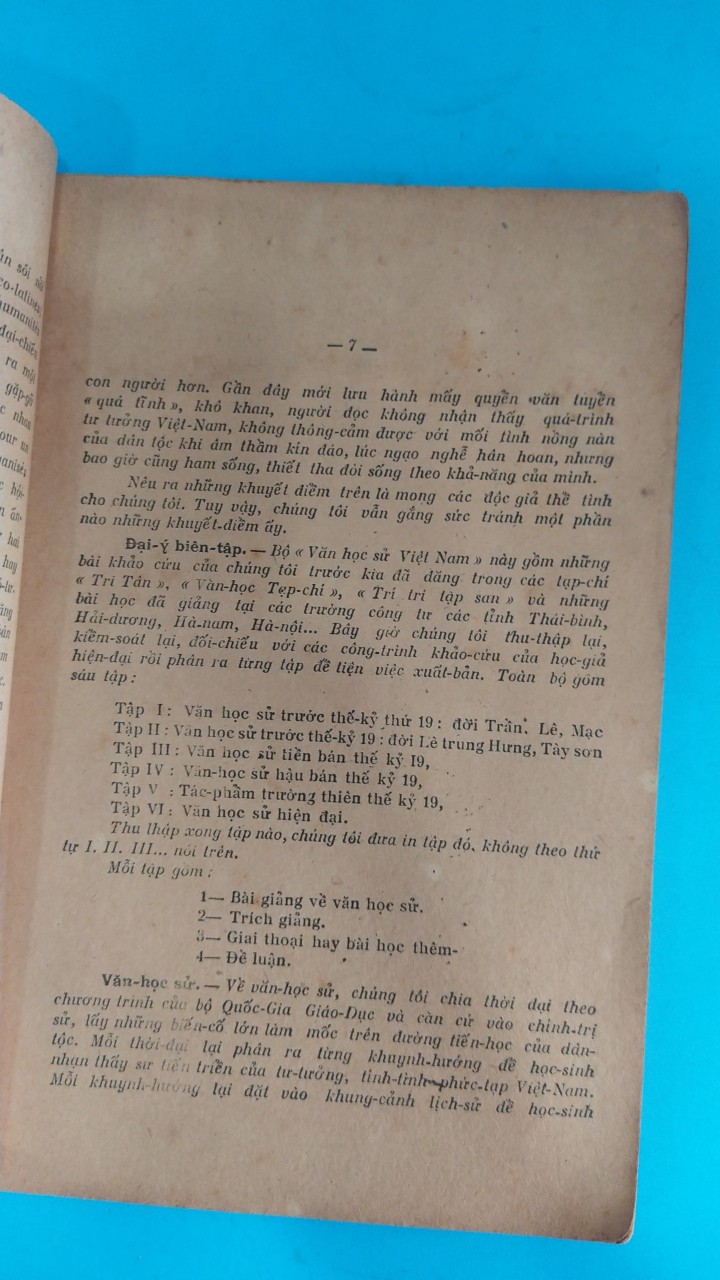 ra một
gặp-gỡ
nhau
our un
— 7 —
con người hơn. Gần đây mới lưu hành mấy quyển văn tuyển
« quá tĩnh », khô khan, người đọc không nhận thấy quá-trình
tư tưởng Việt-Nam, không thông-cảm được với mối tình nồng nàn
của dân tộc khi âm thầm kín đáo, lúc ngạo nghễ hân hoan, nhưng
bao giờ cũng ham sống, thiết tha đòi sống theo khả-năng của mình.
Nêu ra những khuyết điểm trên là mong các độc giả thể tình
cho chúng tôi. Tuy vậy, chúng tôi vẫn gắng sức tránh một phần
nào những khuyết-điểm ấy.
Đại-ý biên-tập. — Bộ « Văn học sử Việt Nam » này gồm những
bài khảo cứu của chúng tôi trước kia đã đăng trong các tạp-chí
« Tri Tân », « Văn-học Tẹp-chí », « Trí tri tập san » và những
bài học đã giảng tại các trường công tư các tỉnh Thái-bình,
Hải-dương, Hà-nam, Hà-nội... Bây giờ chúng tôi thu-thập lại,
kiểm-soát lại, đối-chiếu với các công-trình khảo-cứu của học-giả
hiện-đại rồi phân ra từng tập để tiện việc xuất-bản. Toàn bộ gồm
sáu tập :
Tập I : Văn học sử trước thế-kỷ thứ 19 : đời Trần, Lê, Mạc
Tập II : Văn học sử trước thế-kỷ 19 : đời Lê trung Hưng, Tây sơn
Tập III : Văn học sử tiền bán thế kỷ 19,
Tập IV : Văn-học sử hậu bán thế kỷ 19,
Tập V : Tác-phẩm trường thiên thế kỷ 19,
Tập VI : Văn học sử hiện đại.
Thu thập xong tập nào, chúng tôi đưa in tập đó, không theo thứ
tự I. II. III... nói trên.
Mỗi tập gồm :
1— Bài giảng về văn học sử.
2— Trích giảng.
3— Giai thoại hay bài học thêm-
4— Đề luận.
Văn-học sử. — Về văn-học sử, chúng tôi chia thời đại theo
chương trình của bộ Quốc-Gia Giáo-Dục và căn cứ vào chính-trị
sử, lấy những biến-cố lớn làm mốc trên đường tiến-học của dân-
tộc. Mỗi thời-đại lại phân ra từng khuynh-hướng để học-sinh
nhận thấy sự tiến triển của tư-tưởng, tính-tình phức-tạp Việt-Nam.
Mỗi khuynh-hướng lại đặt vào khung-cảnh lịch-sử để học-sinh